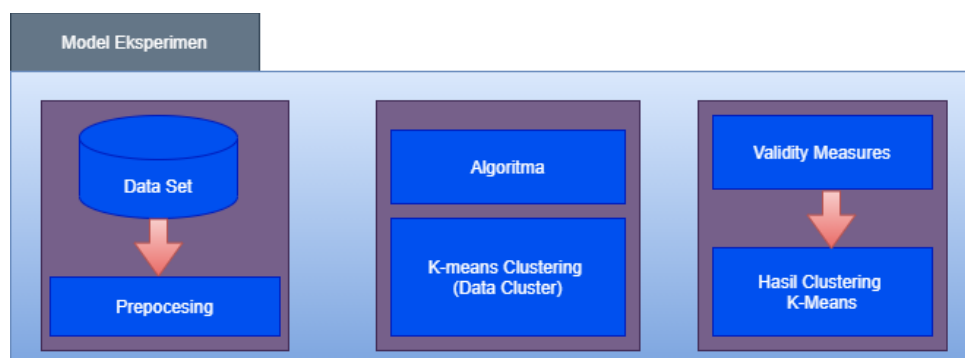 Model Eksperimen
Data Set
Prepocesing
Algoritma
K-means Clustering
(Data Cluster)
Validity Measures
Hasil Clustering
K-Means